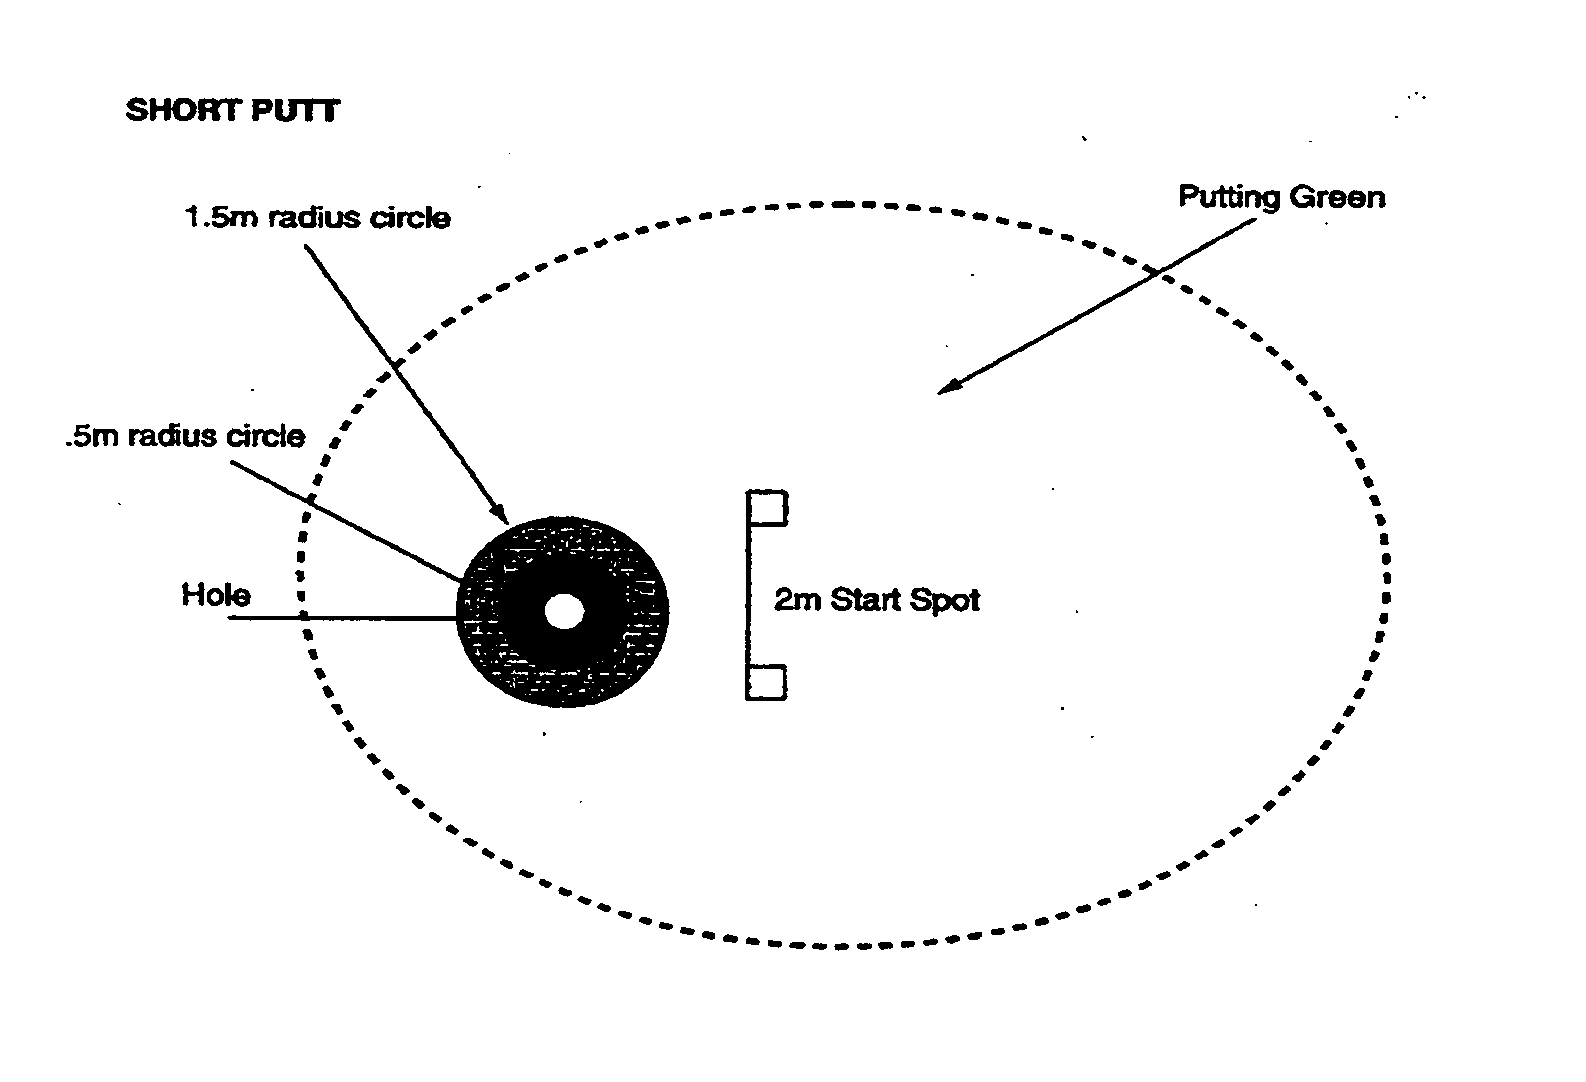 SHORT PUTT
1.5m radius circle
Putting Green
.5m radius circle
Hole
2m Start Spot